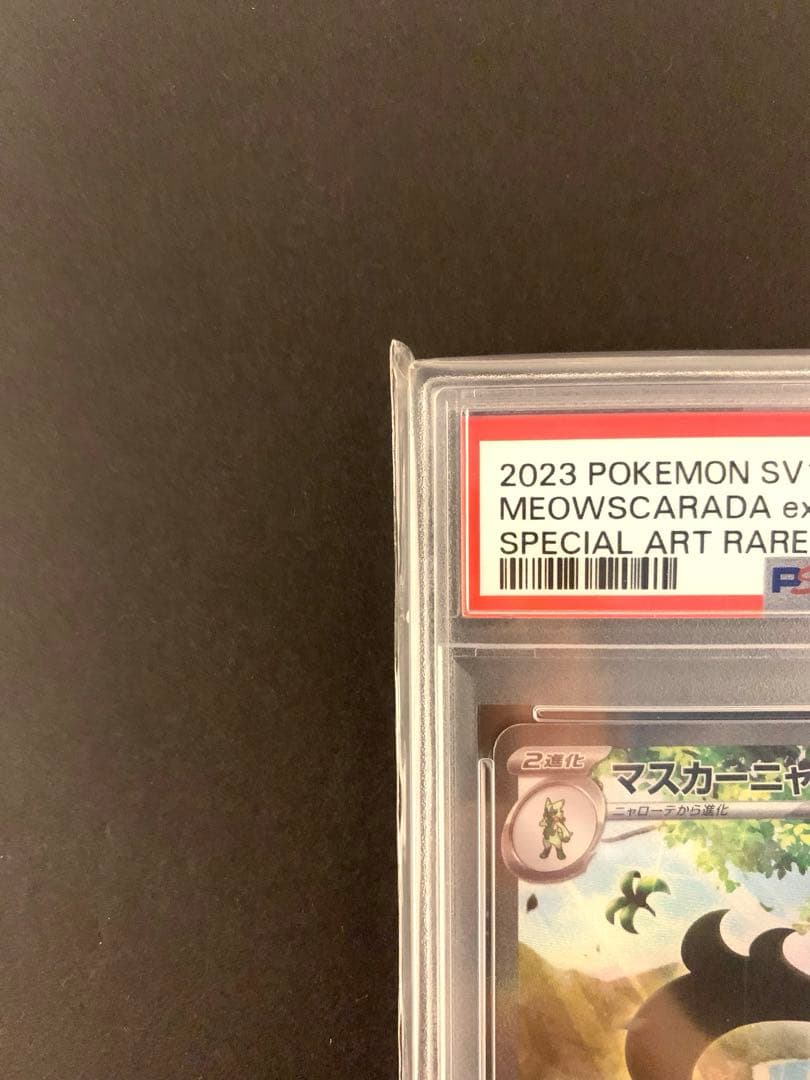 2023 POKEMON SV
MEOWSCARADA ex
SPECIAL ART RARE
PS
2進化
マスカーニャ
ニャローテから進化